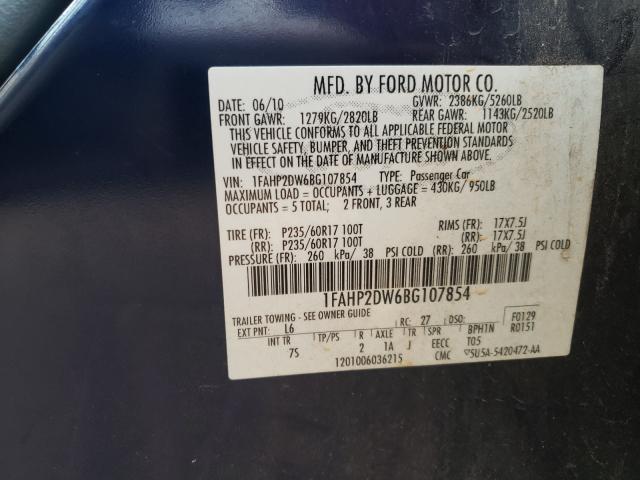 MFD. BY FORD MOTOR CO.
DATE: 06/10 GVWR: 2386KG/5260LB
FRONT GAWR: 1279KG/2820LB REAR GAWR: 1143KG/2520LB
THIS VEHICLE CONFORMS TO ALL APPLICABLE FEDERAL MOTOR
VEHICLE SAFETY, BUMPER, AND THEFT PREVENTION STANDARDS
IN EFFECT ON THE DATE OF MANUFACTURE SHOWN ABOVE.
VIN: 1FAHP2DW6BG107854 TYPE: Passenger Car
MAXIMUM LOAD = OCCUPANTS + LUGGAGE = 430KG/ 950LB
OCCUPANTS = 5 TOTAL; 2 FRONT, 3 REAR
TIRE (FR): P235/60R17 100T RIMS (FR): 17X7.5J
(RR): P235/60R17 100T (RR): 17X7.5J
PRESSURE (FR): 260 kPa/ 38 PSI COLD (RR): 260 kPa/ 38 PSI COLD
1FAHP2DW6BG107854
TRAILER TOWING - SEE OWNER GUIDE F0129
EXT PNT: L6 RC: 27 DSO: R0151
INT TR TP/PS R AXLE TR SPR BPH1N
7S 2 1A J EECC T05
1201006036215 CMC 5U5A-5420472-AA